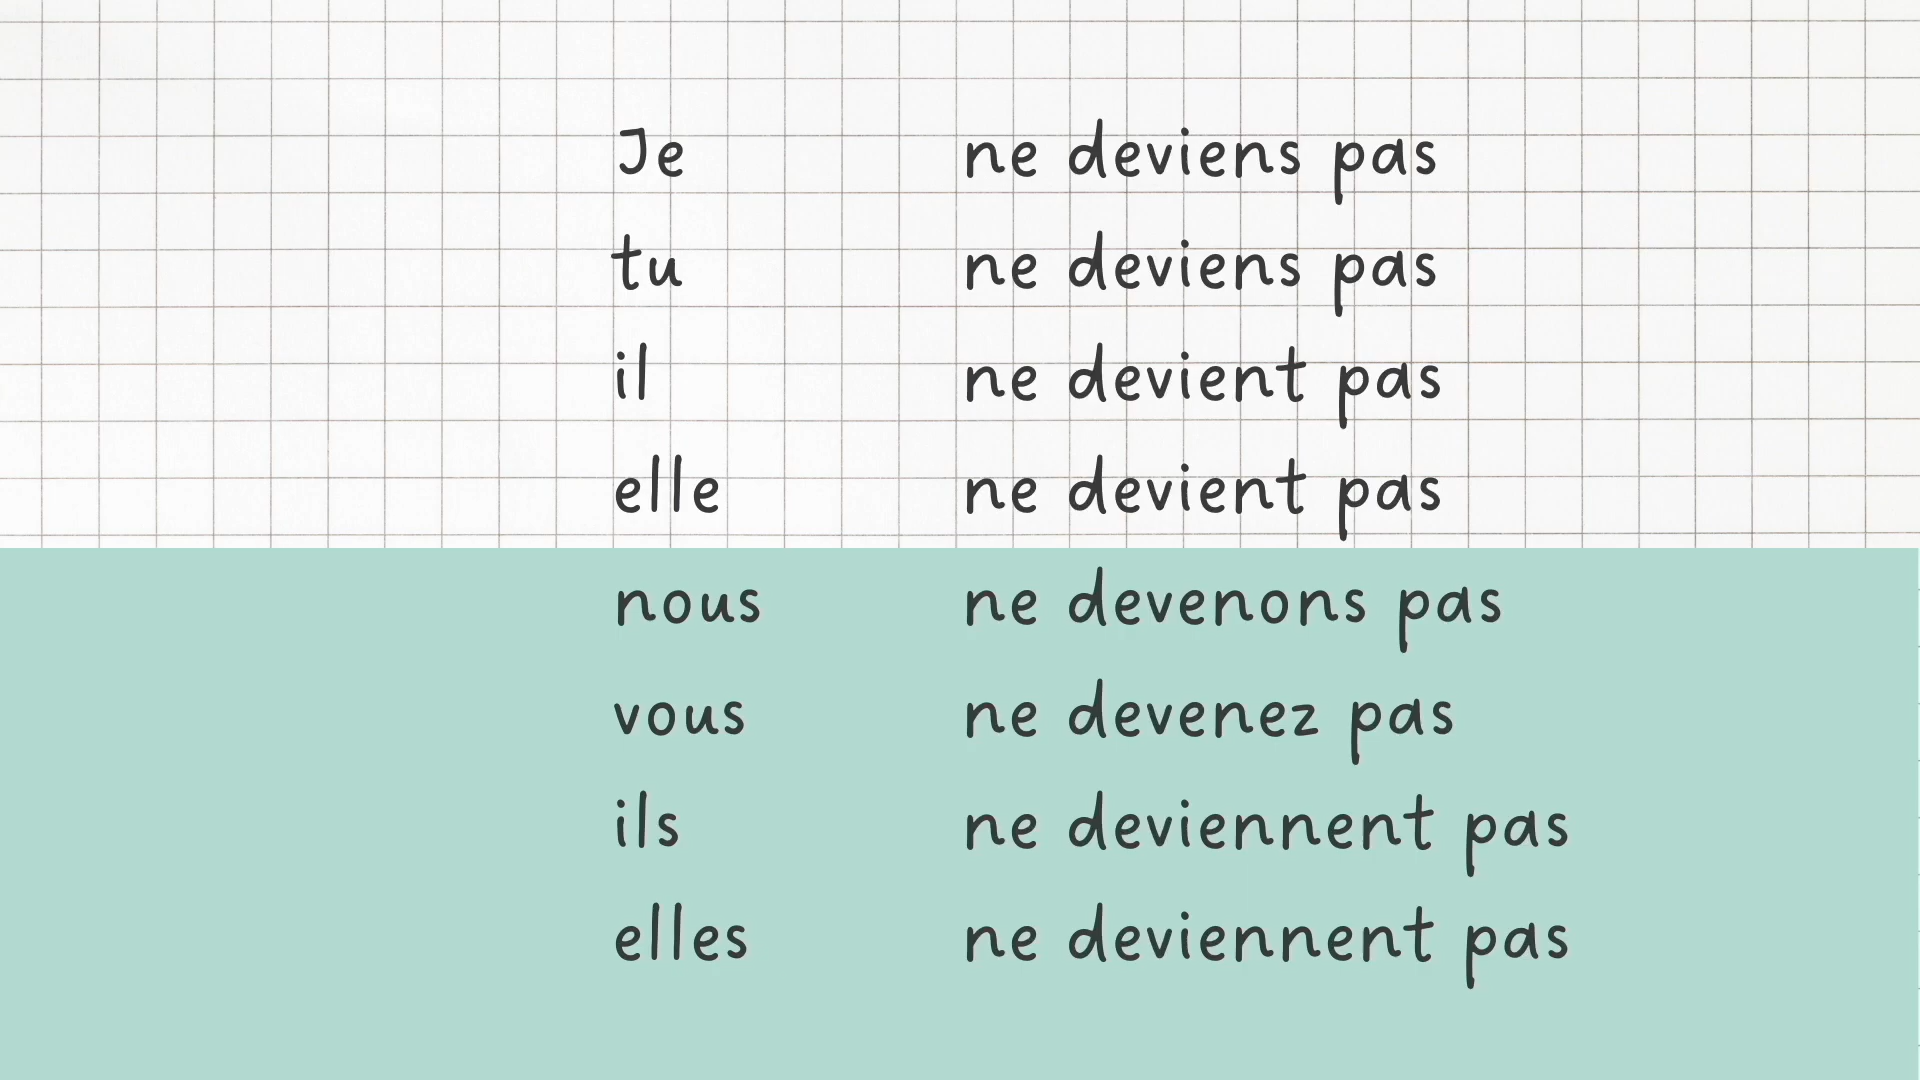 Je ne deviens pas
tu ne deviens pas
il ne devient pas
elle ne devient pas
nous ne devenons pas
vous ne devenez pas
ils ne deviennent pas
elles ne deviennent pas